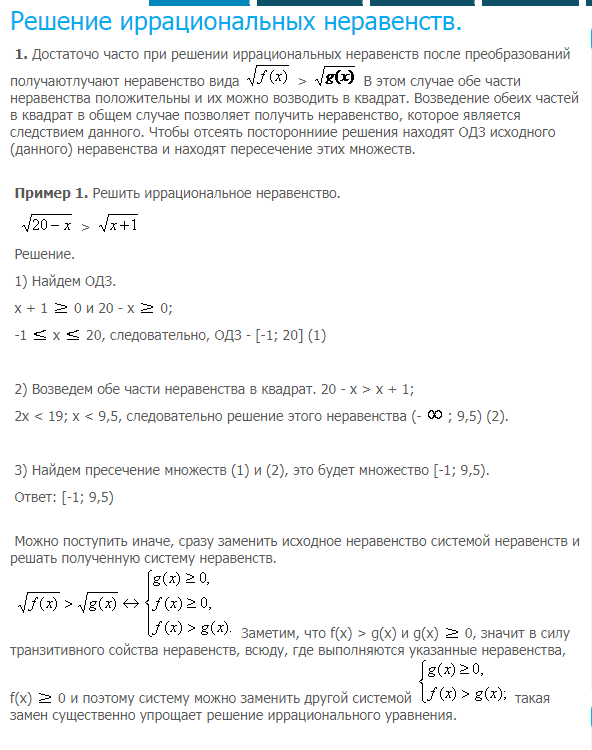 Решение иррациональных неравенств.
1. Достаточо часто при решении иррациональных неравенств после преобразований
получаютлучают неравенство вида √f(x) > √g(x) В этом случае обе части
неравенства положительны и их можно возводить в квадрат. Возведение обеих частей
в квадрат в общем случае позволяет получить неравенство, которое является
следствием данного. Чтобы отсеять постороннние решения находят ОДЗ исходного
(данного) неравенства и находят пересечение этих множеств.
Пример 1. Решить иррациональное неравенство.
√20 − x > √x + 1
Решение.
1) Найдем ОДЗ.
x + 1 ≥ 0 и 20 - x ≥ 0;
-1 ≤ x ≤ 20, следовательно, ОДЗ - [-1; 20] (1)
2) Возведем обе части неравенства в квадрат. 20 - x > x + 1;
2x < 19; x < 9,5, следовательно решение этого неравенства (- ∞ ; 9,5) (2).
3) Найдем пресечение множеств (1) и (2), это будет множество [-1; 9,5).
Ответ: [-1; 9,5)
Можно поступить иначе, сразу заменить исходное неравенство системой неравенств и
решать полученную систему неравенств.
√f(x) > √g(x) ↔ { g(x) ≥ 0,
f(x) ≥ 0,
f(x) > g(x). Заметим, что f(x) > g(x) и g(x) ≥ 0, значит в силу
транзитивного сойства неравенств, всюду, где выполняются указанные неравенства,
f(x) ≥ 0 и поэтому систему можно заменить другой системой { g(x) ≥ 0,
f(x) > g(x); такая
замен существенно упрощает решение иррационального уравнения.